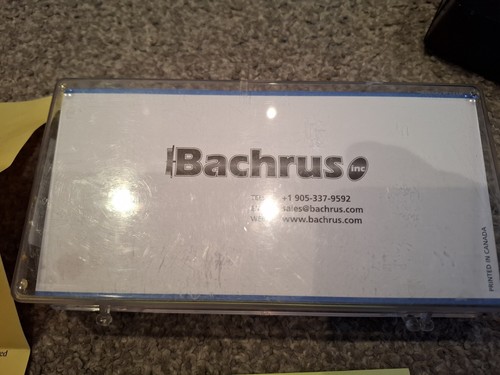 Bachrus inc
+1 905-337-9592
sales@bachrus.com
www.bachrus.com
PRINTED IN CANADA